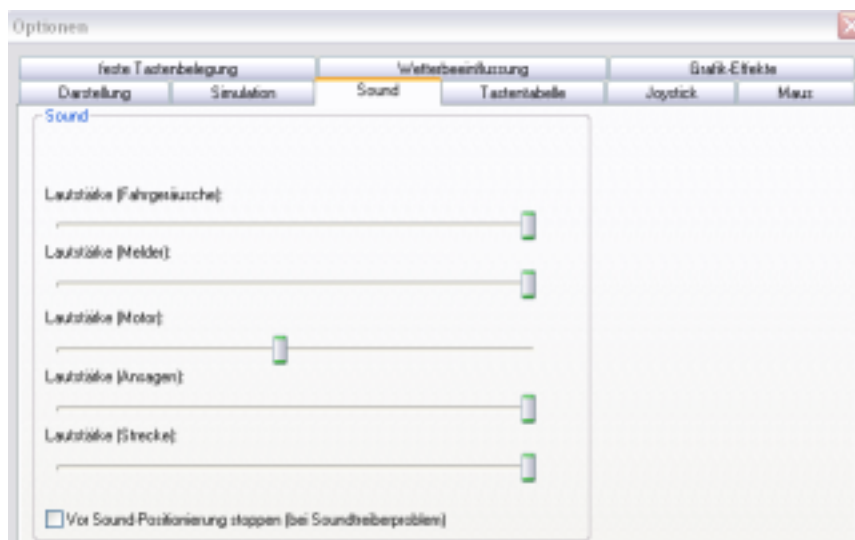 Optionen
feste Tastenbelegung Wetterbeeinflussung Grafik-Effekte
Darstellung Simulation Sound Tastentabelle Joystick Maus
Sound
Lautstärke (Fahrgeräusche):
Lautstärke (Melder):
Lautstärke (Motor):
Lautstärke (Ansagen):
Lautstärke (Strecke):
Vor Sound-Positionierung stoppen (bei Soundtreiberproblem)